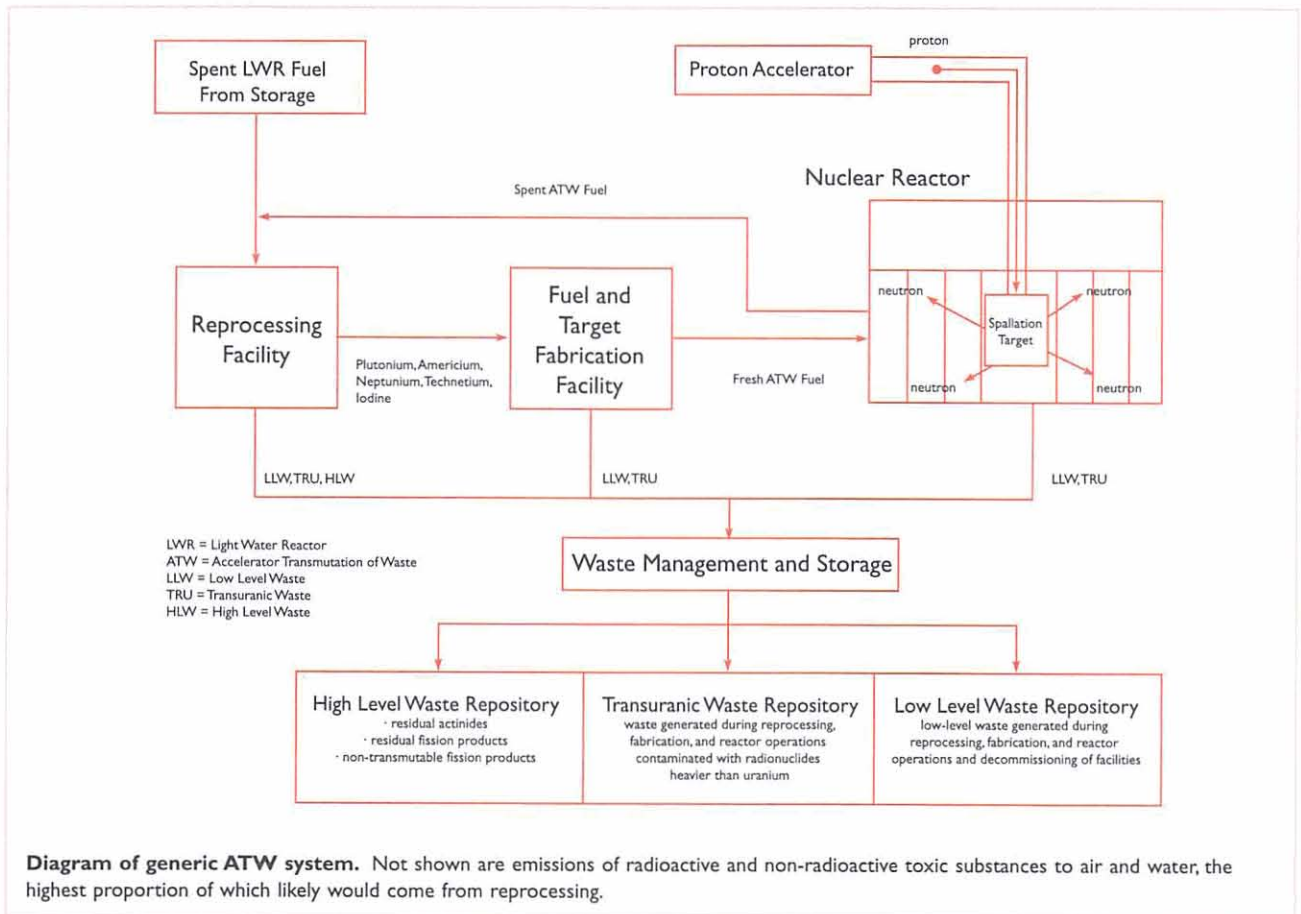 Spent LWR Fuel
From Storage
Proton Accelerator
proton
Nuclear Reactor
Spent ATW Fuel
neutron
neutron
Spallation
Target
neutron
neutron
Reprocessing
Facility
Plutonium, Americium,
Neptunium, Technetium,
Iodine
Fuel and
Target
Fabrication
Facility
Fresh ATW Fuel
LLW, TRU, HLW
LLW, TRU
LLW, TRU
LWR = Light Water Reactor
ATW = Accelerator Transmutation of Waste
LLW = Low Level Waste
TRU = Transuranic Waste
HLW = High Level Waste
Waste Management and Storage
High Level Waste Repository
· residual actinides
· residual fission products
· non-transmutable fission products
Transuranic Waste Repository
waste generated during reprocessing,
fabrication, and reactor operations
contaminated with radionuclides
heavier than uranium
Low Level Waste Repository
low-level waste generated during
reprocessing, fabrication, and reactor
operations and decommissioning of facilities
Diagram of generic ATW system. Not shown are emissions of radioactive and non-radioactive toxic substances to air and water, the
highest proportion of which likely would come from reprocessing.